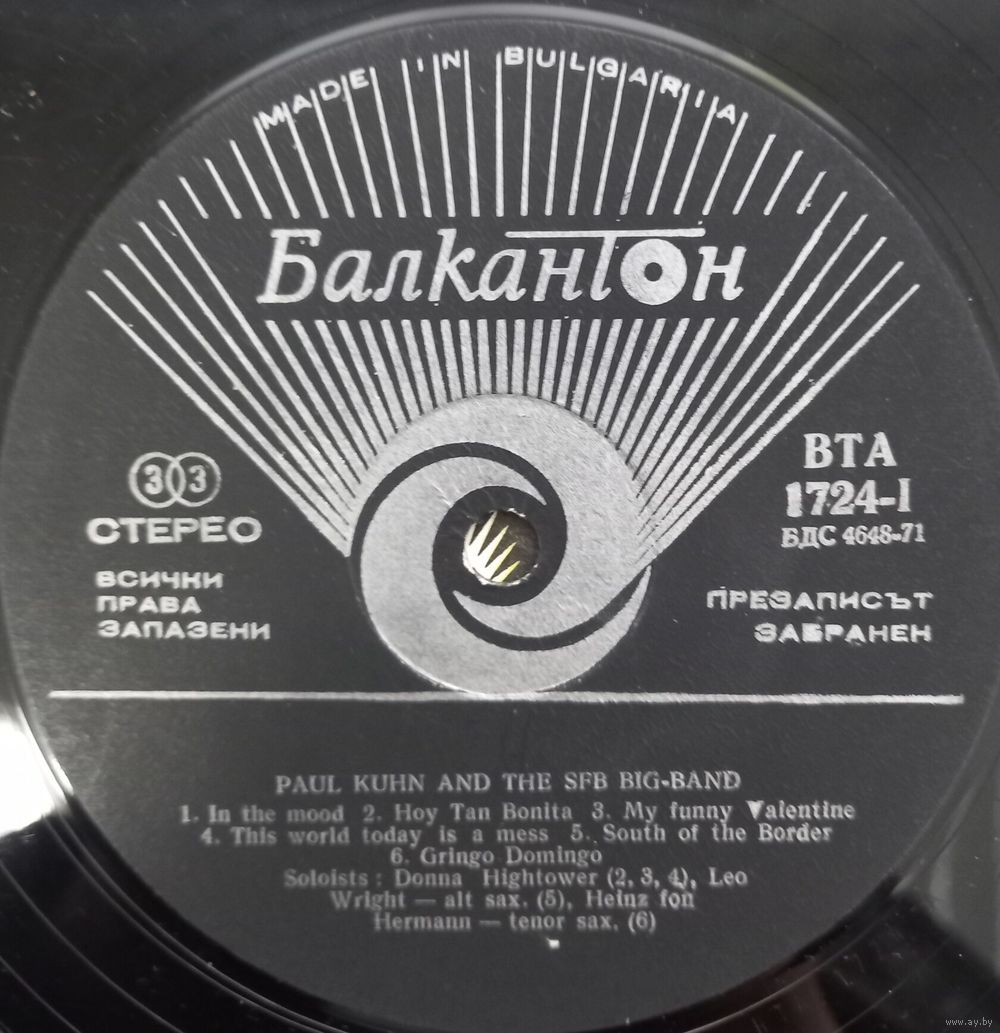 MADE IN BULGARIA
Балкантон
33
СТЕРЕО
ВСИЧКИ
ПРАВА
ЗАПАЗЕНИ
ВТА
1724-I
БДС 4648-71
ПРЕЗАПИСЪТ
ЗАБРАНЕН
PAUL KUHN AND THE SFB BIG-BAND
1. In the mood 2. Hoy Tan Bonita 3. My funny Valentine
4. This world today is a mess 5. South of the Border
6. Gringo Domingo
Soloists : Donna Hightower (2, 3, 4), Leo
Wright — alt sax. (5), Heinz fon
Hermann — tenor sax. (6)
www.ay.by